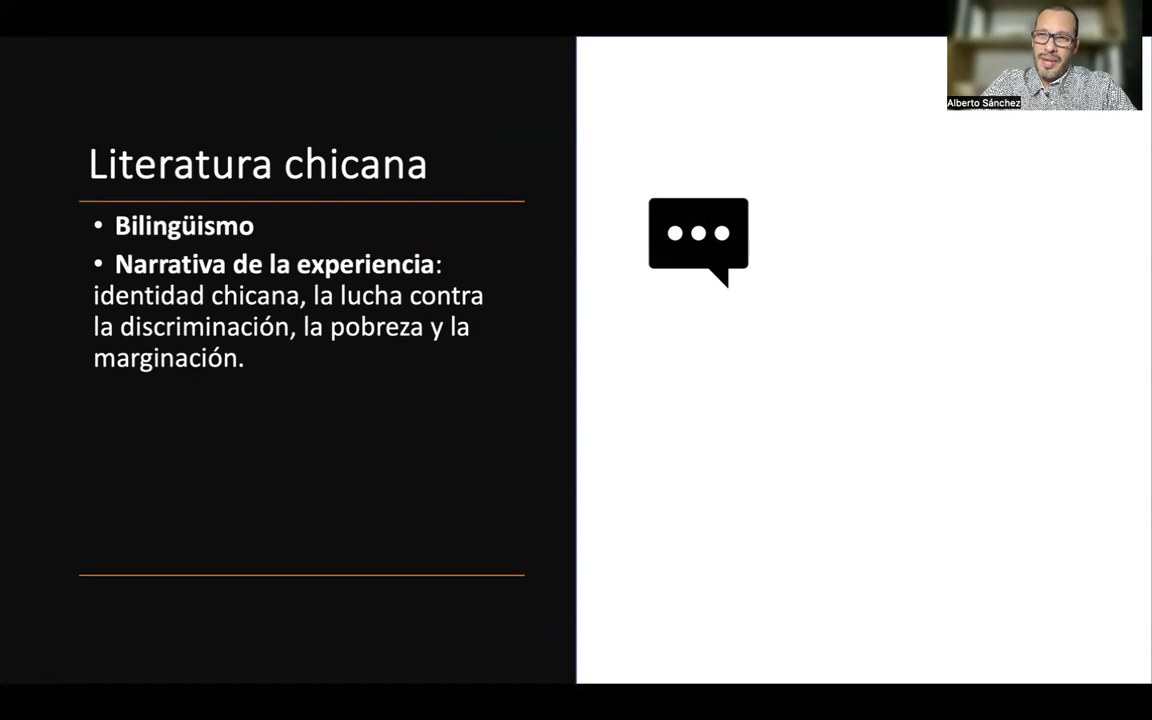 Alberto Sánchez
Literatura chicana
• Bilingüismo
• Narrativa de la experiencia:
identidad chicana, la lucha contra
la discriminación, la pobreza y la
marginación.